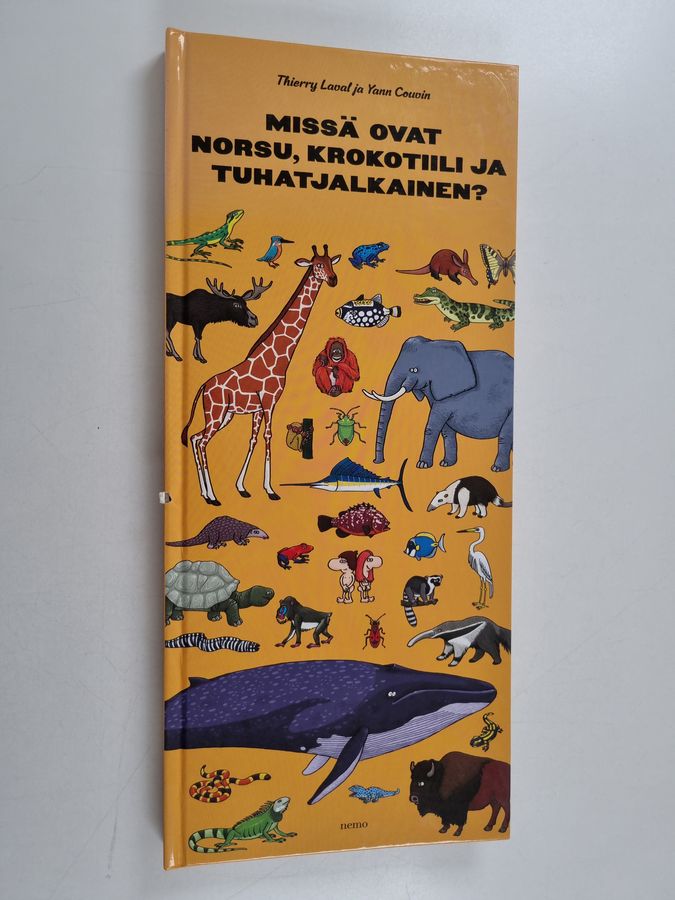 Thierry Laval ja Yann Couvin
MISSÄ OVAT
NORSU, KROKOTIILI JA
TUHATJALKAINEN?
nemo